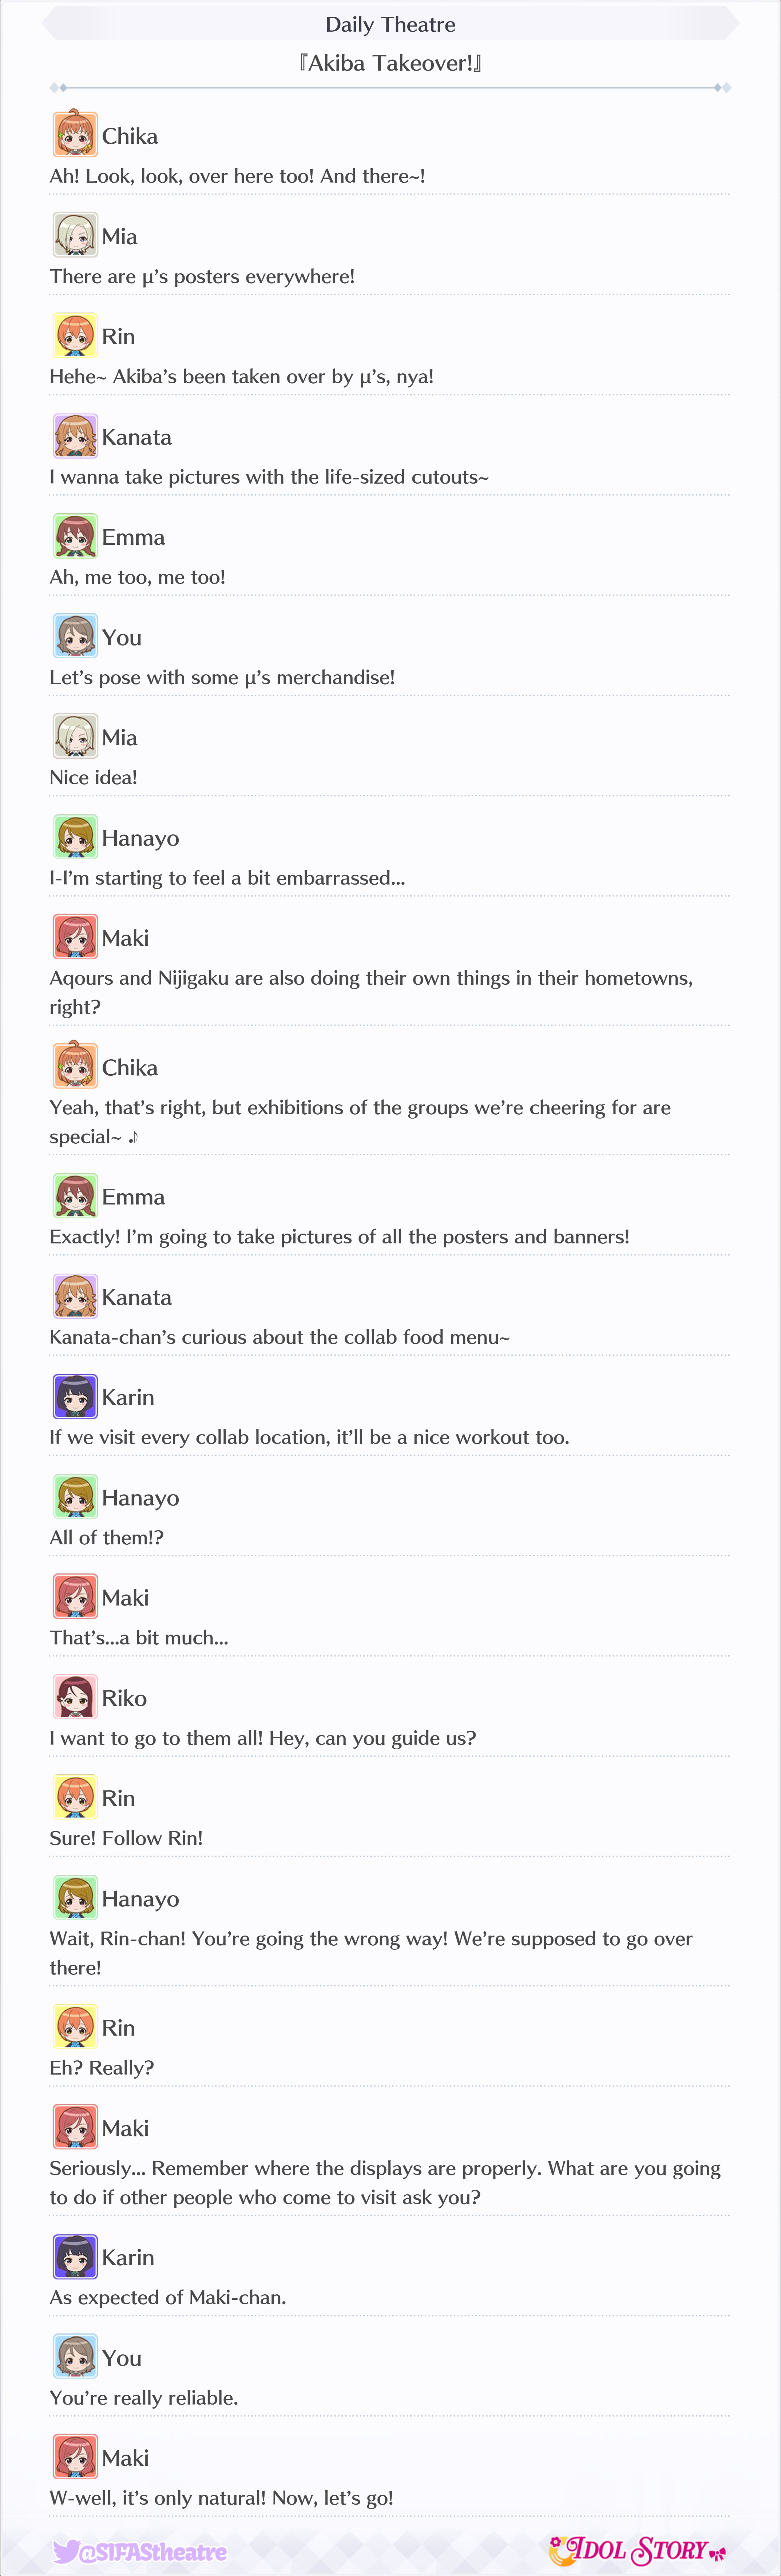 Daily Theatre
『Akiba Takeover!』
Chika
Ah! Look, look, over here too! And there~!
Mia
There are μ’s posters everywhere!
Rin
Hehe~ Akiba’s been taken over by μ’s, nya!
Kanata
I wanna take pictures with the life-sized cutouts~
Emma
Ah, me too, me too!
You
Let’s pose with some μ’s merchandise!
Mia
Nice idea!
Hanayo
I-I’m starting to feel a bit embarrassed...
Maki
Aqours and Nijigaku are also doing their own things in their hometowns,
right?
Chika
Yeah, that’s right, but exhibitions of the groups we’re cheering for are
special~ ♪
Emma
Exactly! I’m going to take pictures of all the posters and banners!
Kanata
Kanata-chan’s curious about the collab food menu~
Karin
If we visit every collab location, it’ll be a nice workout too.
Hanayo
All of them!?
Maki
That’s...a bit much...
Riko
I want to go to them all! Hey, can you guide us?
Rin
Sure! Follow Rin!
Hanayo
Wait, Rin-chan! You’re going the wrong way! We’re supposed to go over
there!
Rin
Eh? Really?
Maki
Seriously... Remember where the displays are properly. What are you going
to do if other people who come to visit ask you?
Karin
As expected of Maki-chan.
You
You’re really reliable.
Maki
W-well, it’s only natural! Now, let’s go!
@SIFAStheatre
IDOL STORY